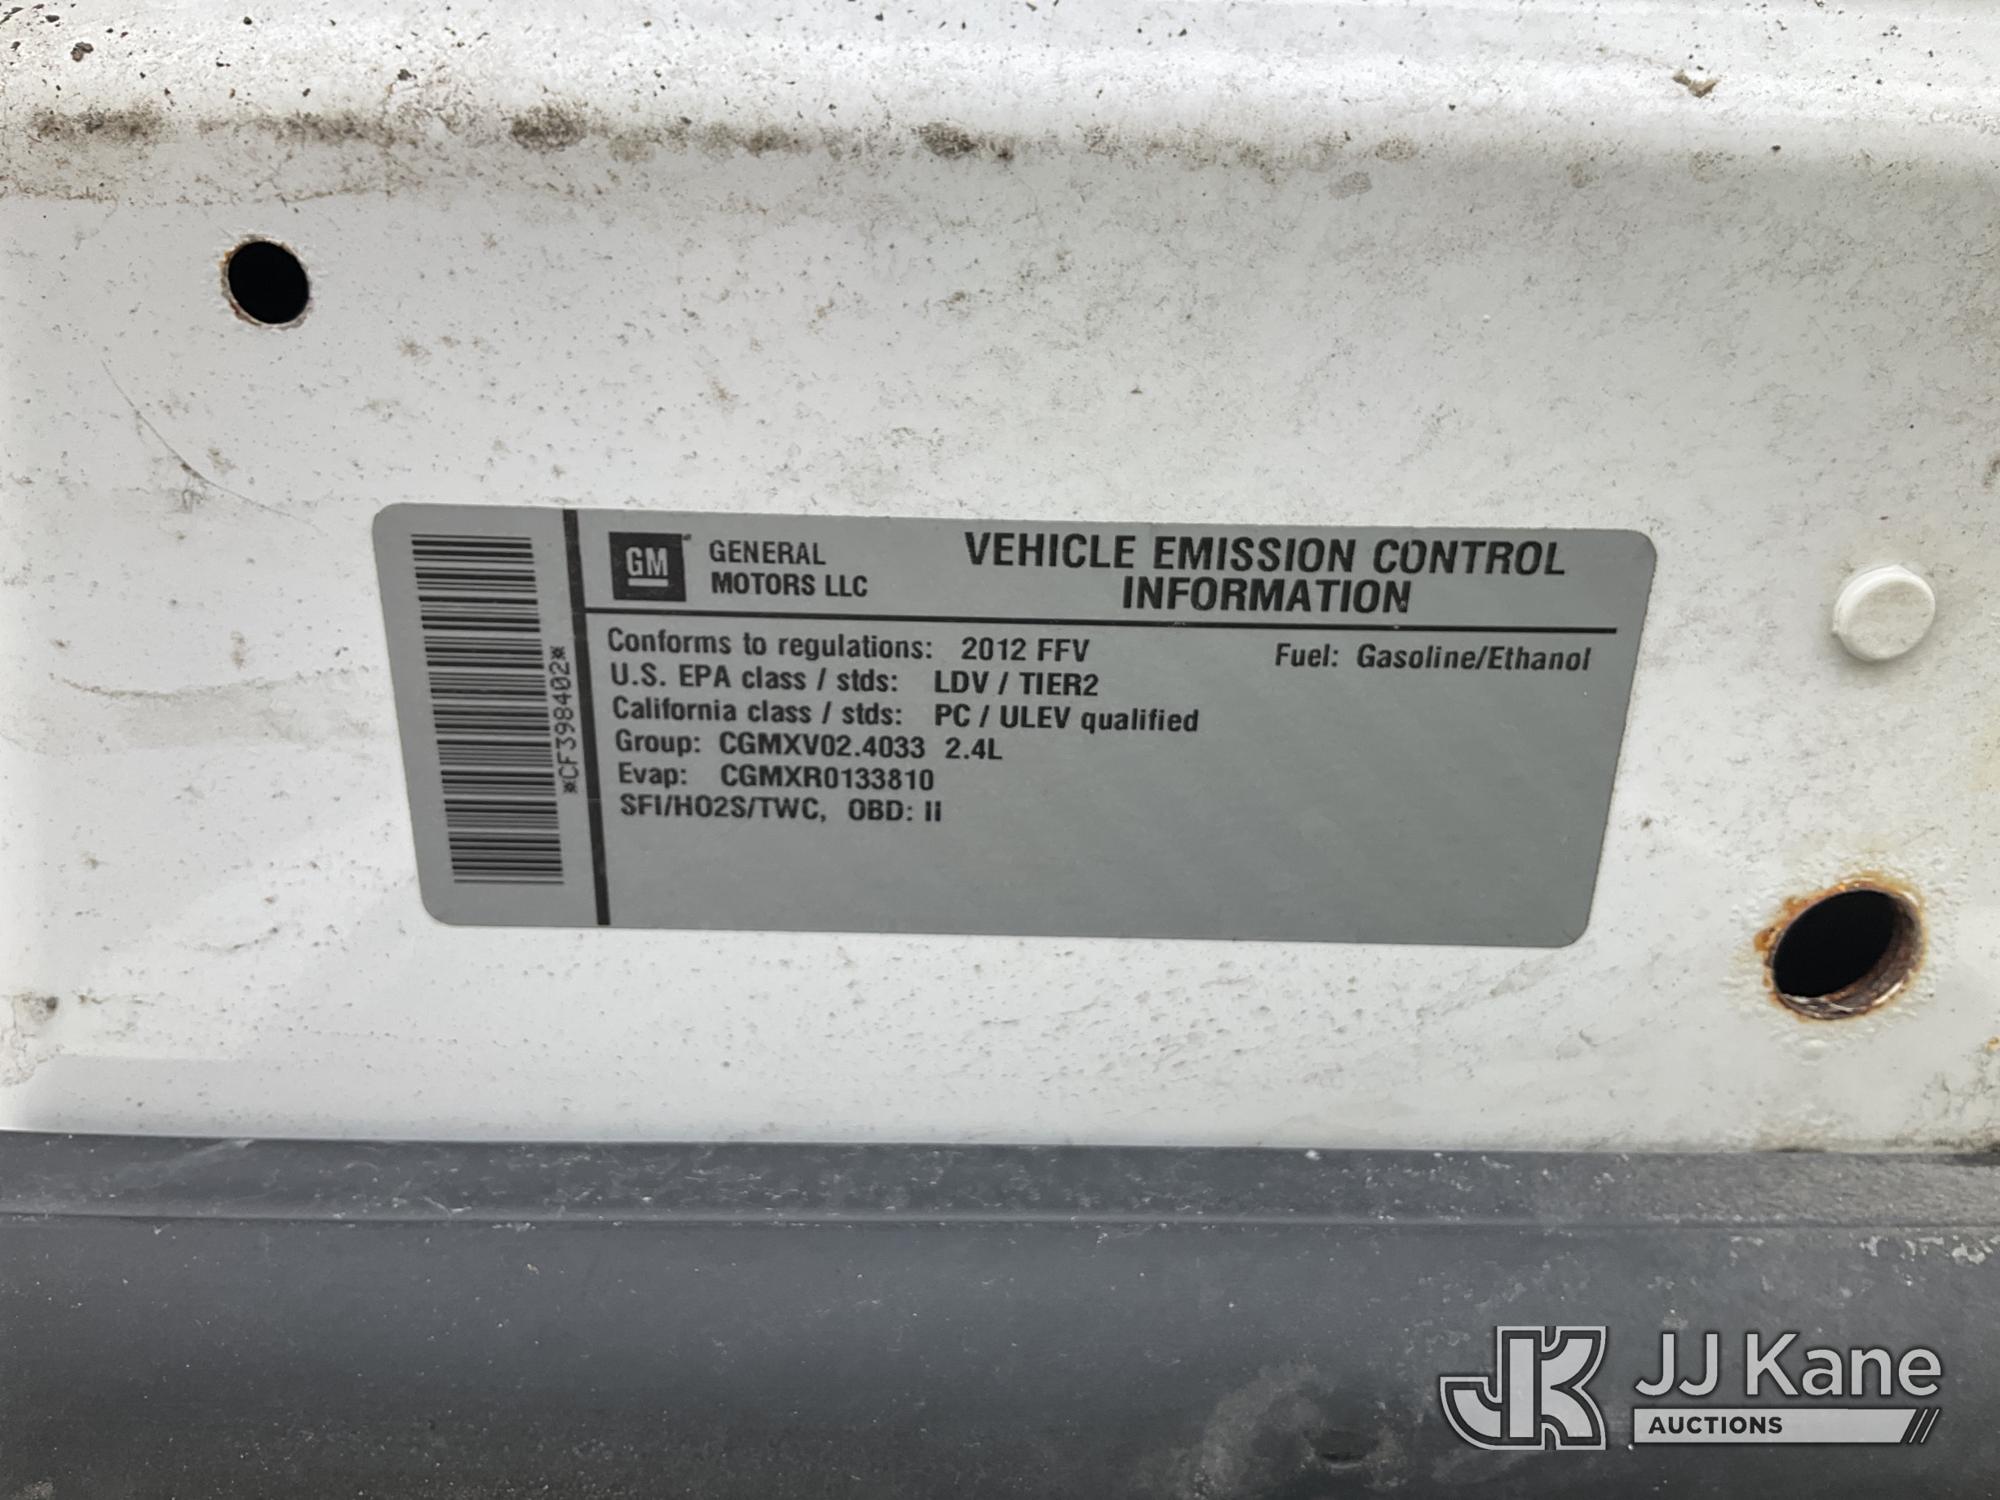 GM GENERAL MOTORS LLC
VEHICLE EMISSION CONTROL
INFORMATION
Conforms to regulations: 2012 FFV Fuel: Gasoline/Ethanol
U.S. EPA class / stds: LDV / TIER2
California class / stds: PC / ULEV qualified
Group: CGMXV02.4033 2.4L
Evap: CGMXR0133810
SFI/HO2S/TWC, OBD: II
*CF398402*
JK JJ Kane
AUCTIONS